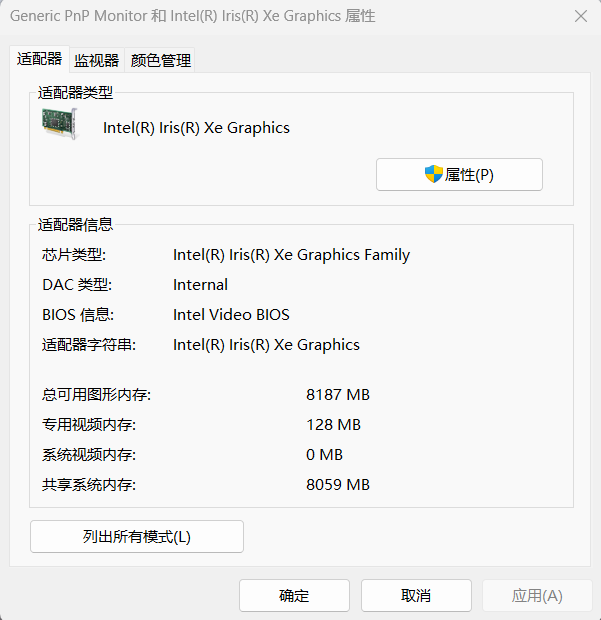 Generic PnP Monitor 和 Intel(R) Iris(R) Xe Graphics 属性
适配器 监视器 颜色管理
适配器类型
Intel(R) Iris(R) Xe Graphics
属性(P)
适配器信息
芯片类型: Intel(R) Iris(R) Xe Graphics Family
DAC 类型: Internal
BIOS 信息: Intel Video BIOS
适配器字符串: Intel(R) Iris(R) Xe Graphics
总可用图形内存: 8187 MB
专用视频内存: 128 MB
系统视频内存: 0 MB
共享系统内存: 8059 MB
列出所有模式(L)
确定 取消 应用(A)